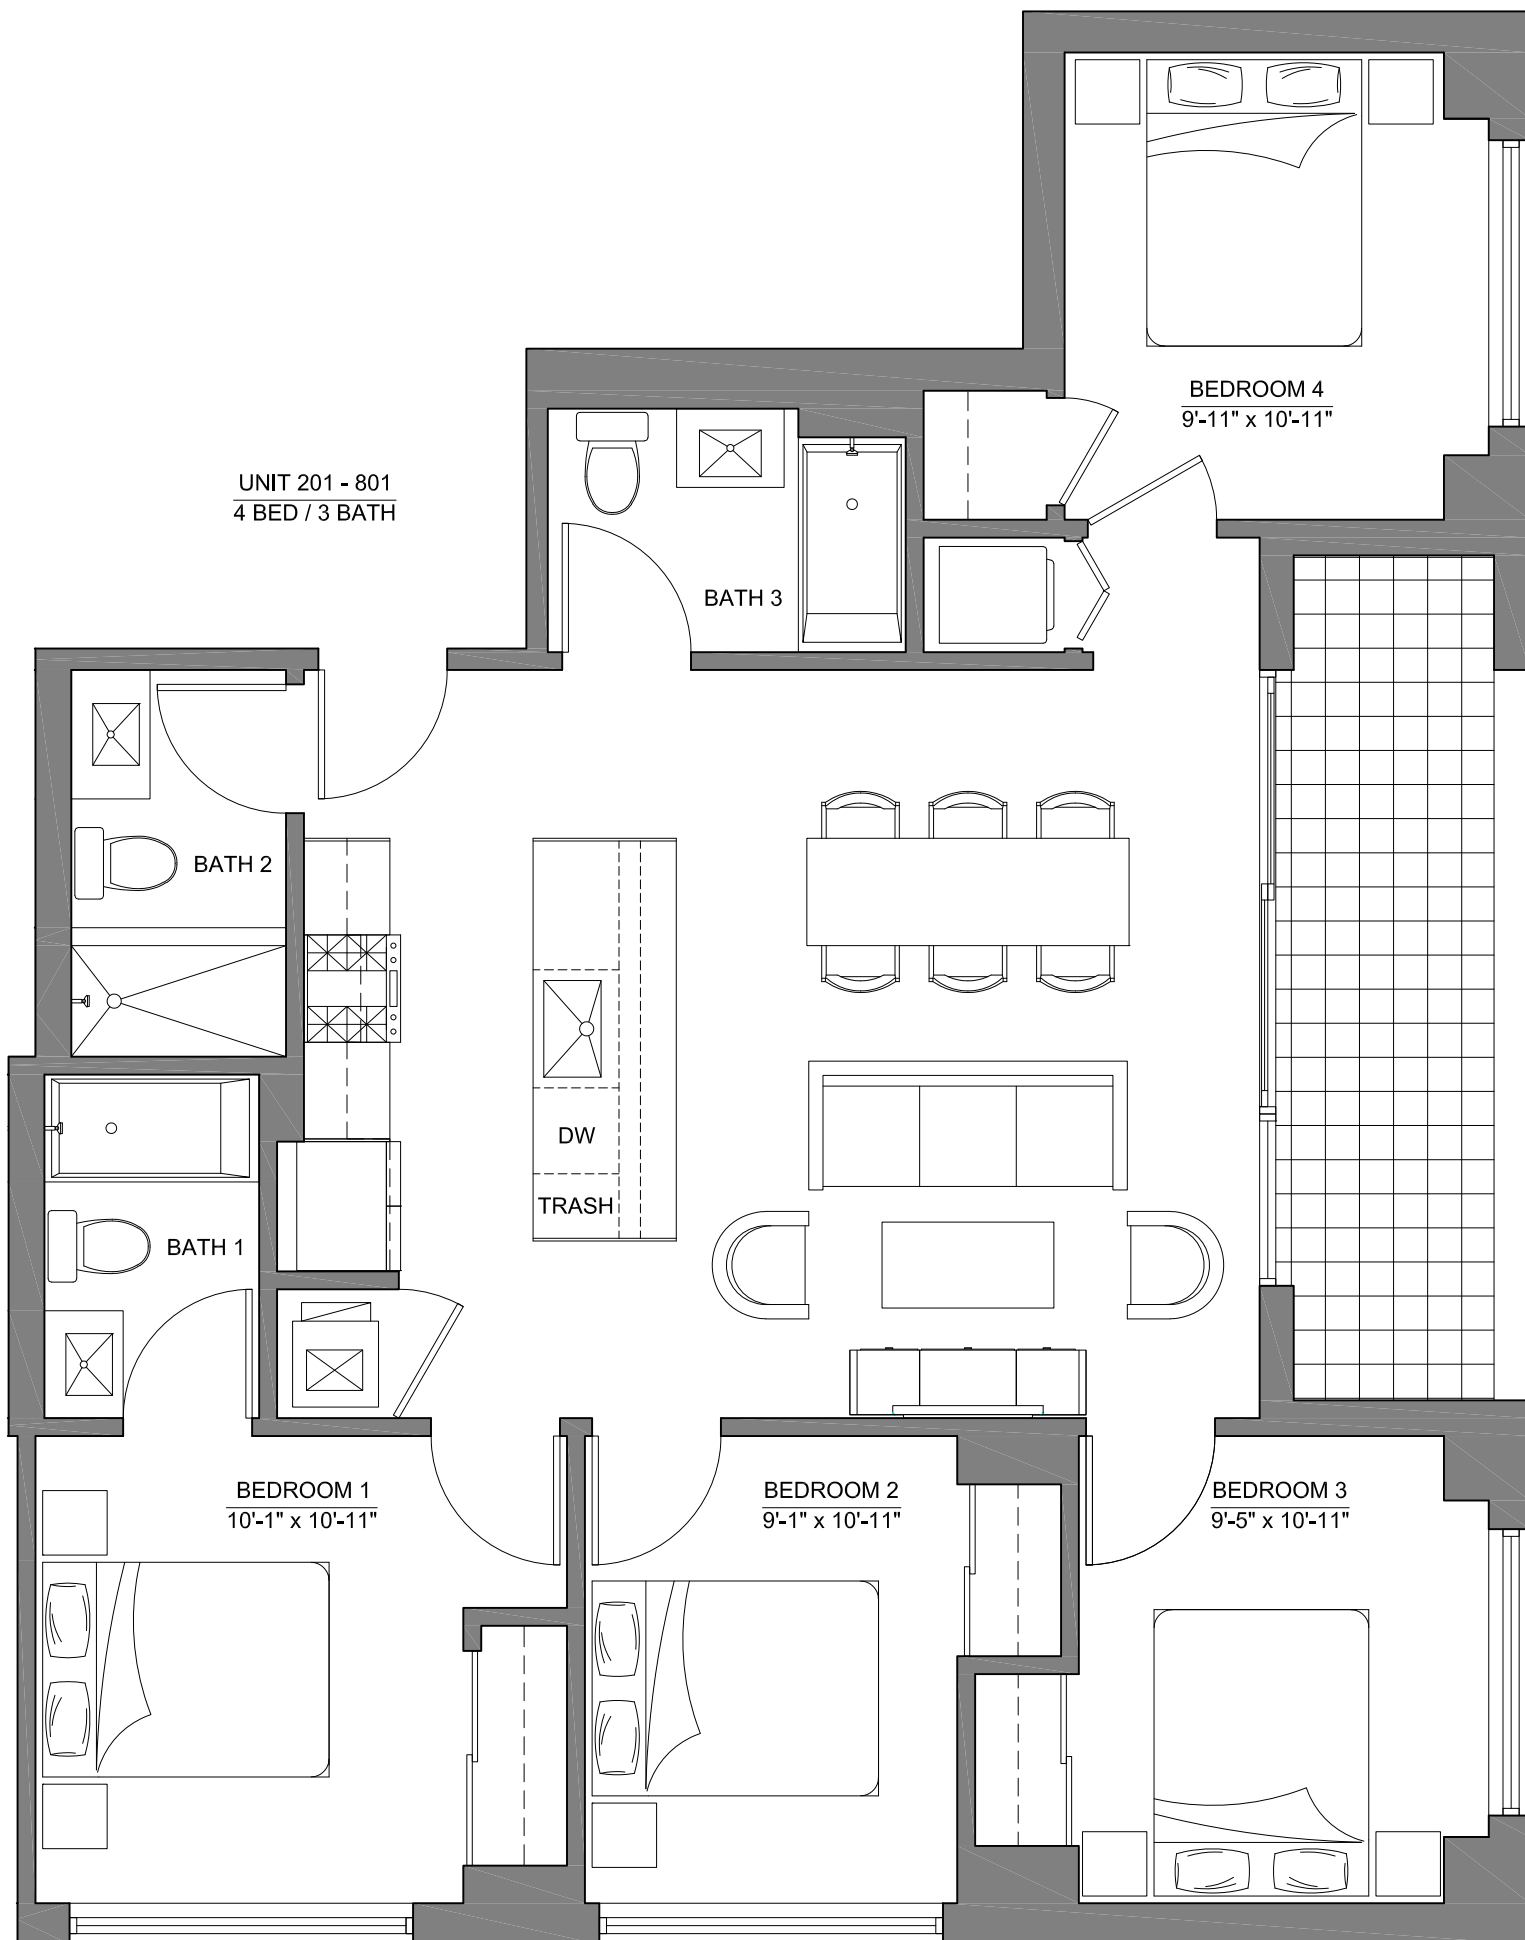 BEDROOM 4
9'-11" x 10'-11"
UNIT 201 - 801
4 BED / 3 BATH
BATH 3
BATH 2
DW
TRASH
BATH 1
BEDROOM 1
10'-1" x 10'-11"
BEDROOM 2
9'-1" x 10'-11"
BEDROOM 3
9'-5" x 10'-11"